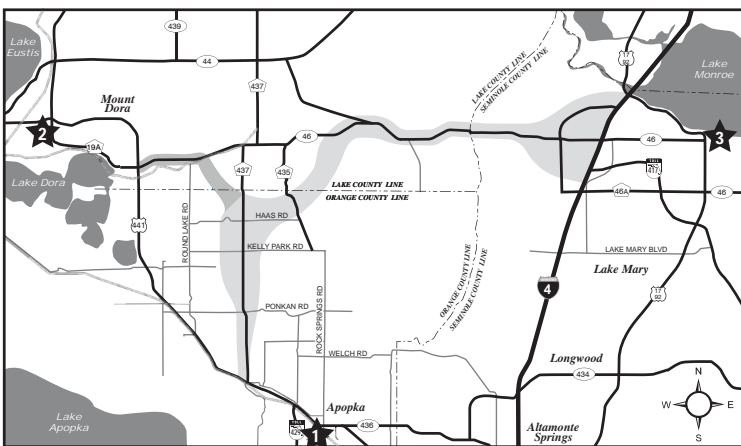 439
Lake
Eustis
44
17
92
LAKE COUNTY LINE
SEMINOLE COUNTY LINE
Lake
Monroe
437
Mount
Dora
2
19A
46
46
3
437
435
TOLL
417
Lake Dora
LAKE COUNTY LINE
ORANGE COUNTY LINE
46A
46
441
ROUND LAKE RD
HAAS RD
KELLY PARK RD
LAKE MARY BLVD
ORANGE COUNTY LINE
SEMINOLE COUNTY LINE
Lake Mary
4
17
92
PONKAN RD
ROCK SPRINGS RD
WELCH RD
Longwood
434
N
W
E
S
Lake
Apopka
Apopka
TOLL
429
1
436
Altamonte
Springs